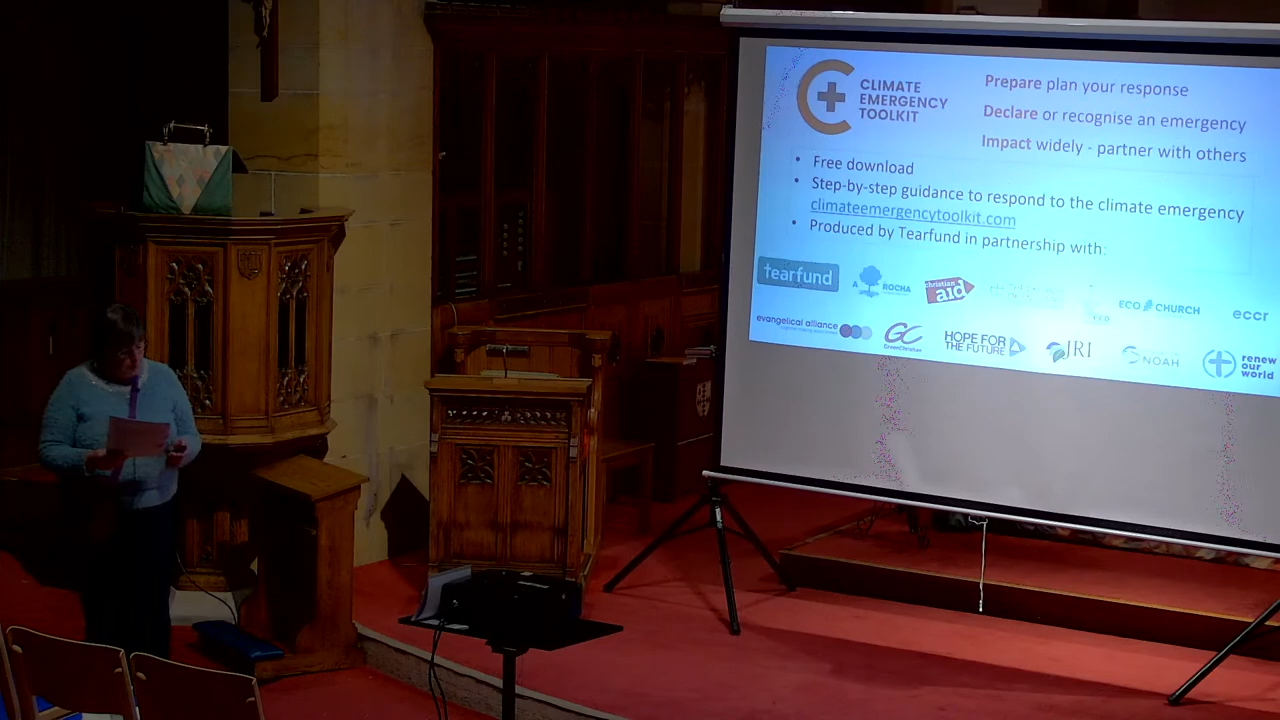 CLIMATE
EMERGENCY
TOOLKIT
Prepare plan your response
Declare or recognise an emergency
Impact widely - partner with others
• Free download
• Step-by-step guidance to respond to the climate emergency
climateemergencytoolkit.com
• Produced by Tearfund in partnership with:
tearfund
A ROCHA
christian
aid
ECO CHURCH
eccr
evangelical alliance
GC
GreenChristian
HOPE FOR
THE FUTURE
JRI
NOAH
renew
our
world